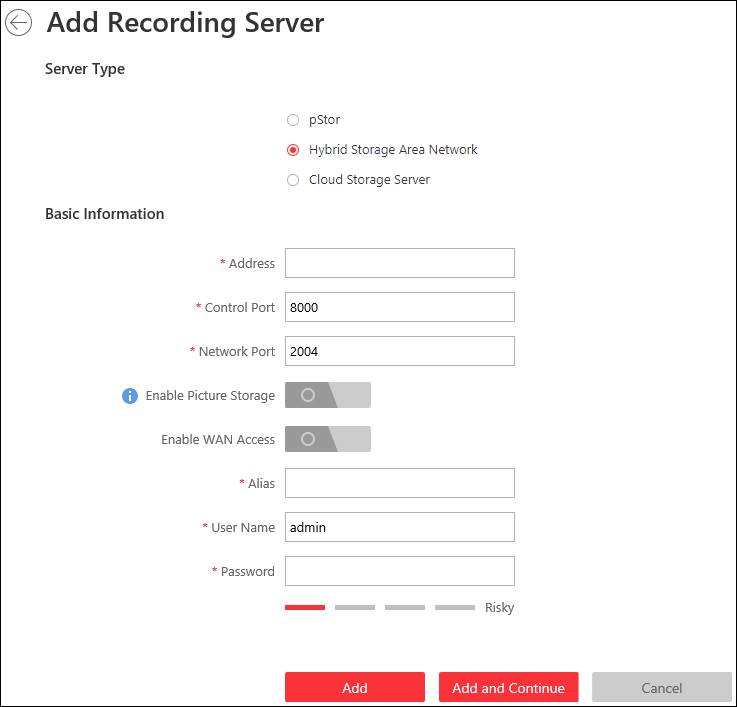 Add Recording Server
Server Type
pStor
Hybrid Storage Area Network
Cloud Storage Server
Basic Information
* Address
* Control Port 8000
* Network Port 2004
Enable Picture Storage
Enable WAN Access
* Alias
* User Name admin
* Password
Risky
Add Add and Continue Cancel